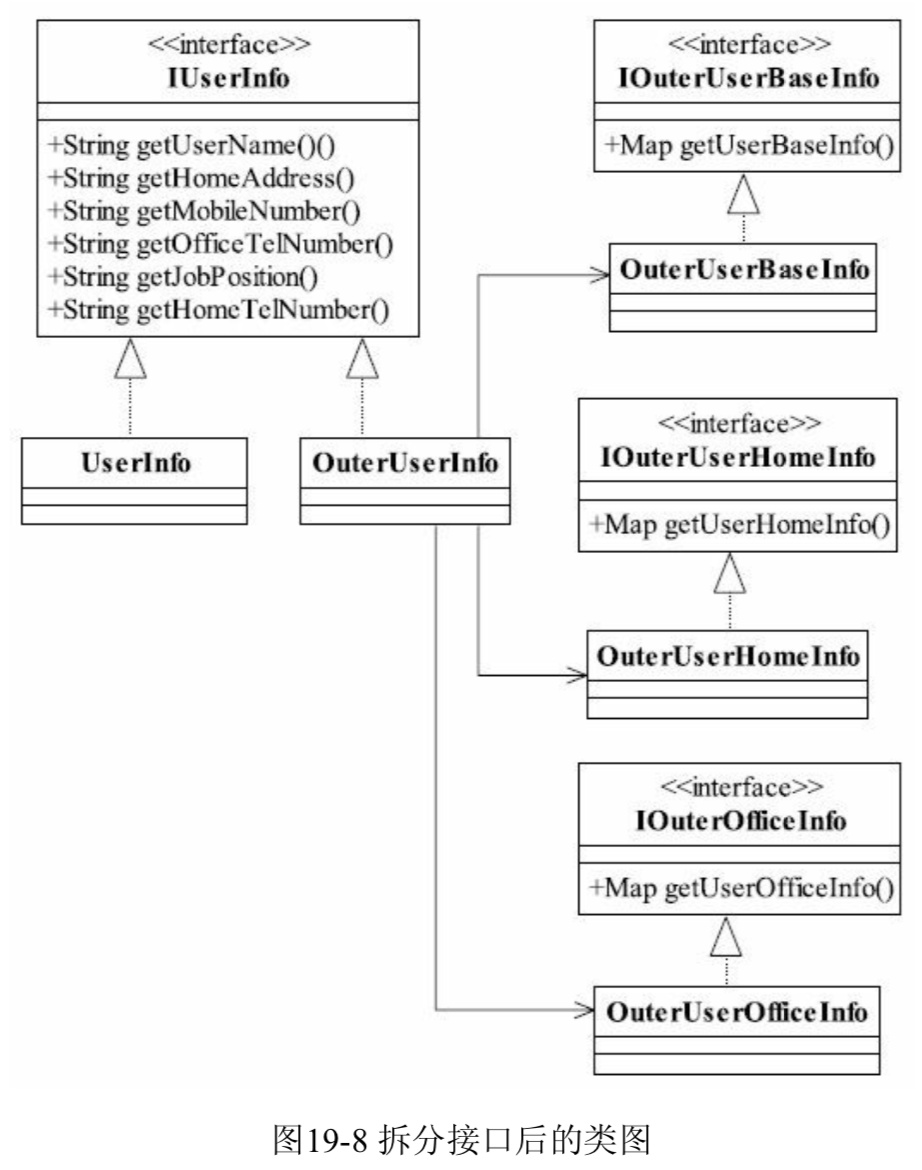 <<interface>>
IUserInfo
+String getUserName()()
+String getHomeAddress()
+String getMobileNumber()
+String getOfficeTelNumber()
+String getJobPosition()
+String getHomeTelNumber()
UserInfo
OuterUserInfo
<<interface>>
IOuterUserBaseInfo
+Map getUserBaseInfo()
OuterUserBaseInfo
<<interface>>
IOuterUserHomeInfo
+Map getUserHomeInfo()
OuterUserHomeInfo
<<interface>>
IOuterOfficeInfo
+Map getUserOfficeInfo()
OuterUserOfficeInfo
图19-8 拆分接口后的类图